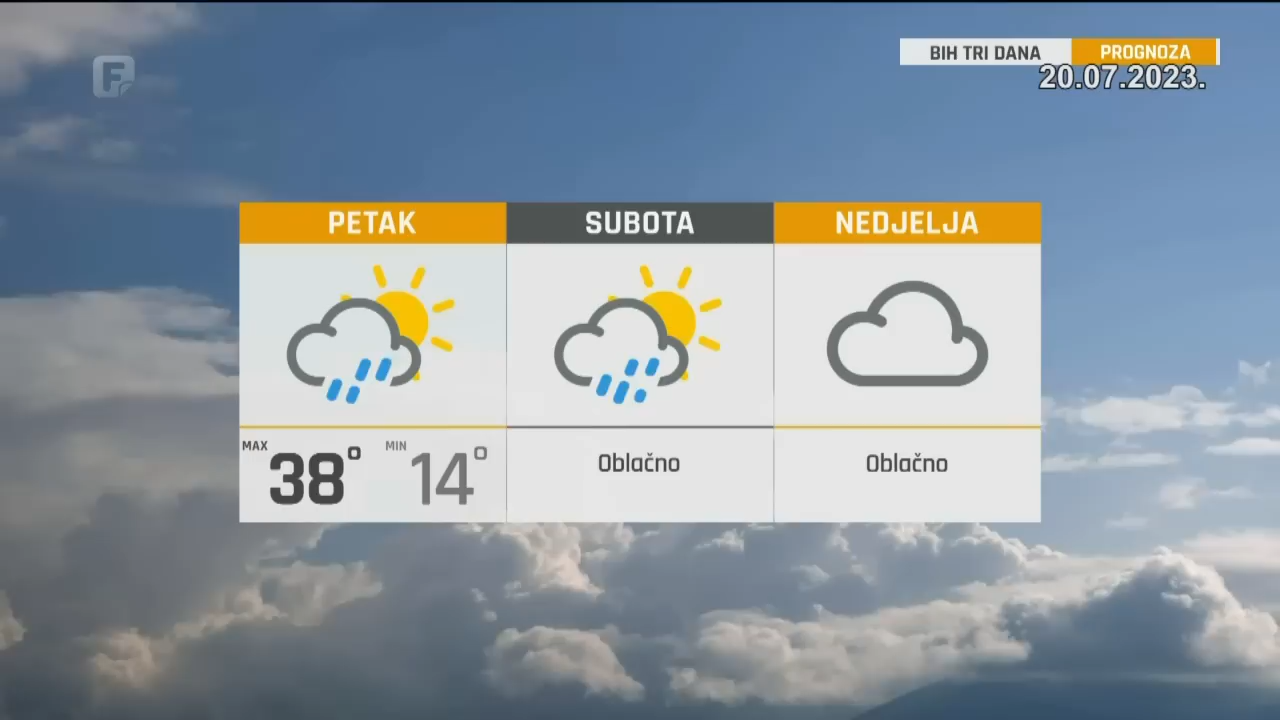 F
BIH TRI DANA PROGNOZA
20.07.2023.
PETAK SUBOTA NEDJELJA
MAX 38° MIN 14° Oblačno Oblačno